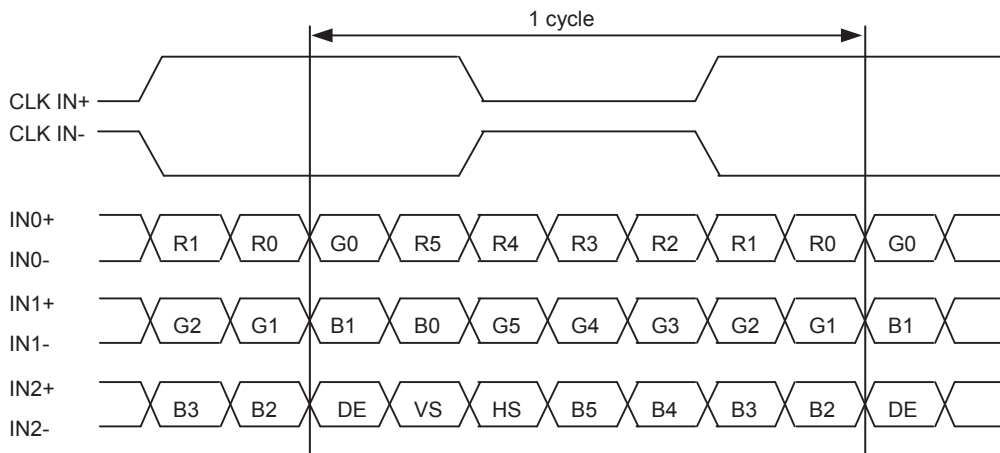 1 cycle
CLK IN+
CLK IN-
IN0+
R1 R0 G0 R5 R4 R3 R2 R1 R0 G0
IN0-
IN1+
G2 G1 B1 B0 G5 G4 G3 G2 G1 B1
IN1-
IN2+
B3 B2 DE VS HS B5 B4 B3 B2 DE
IN2-